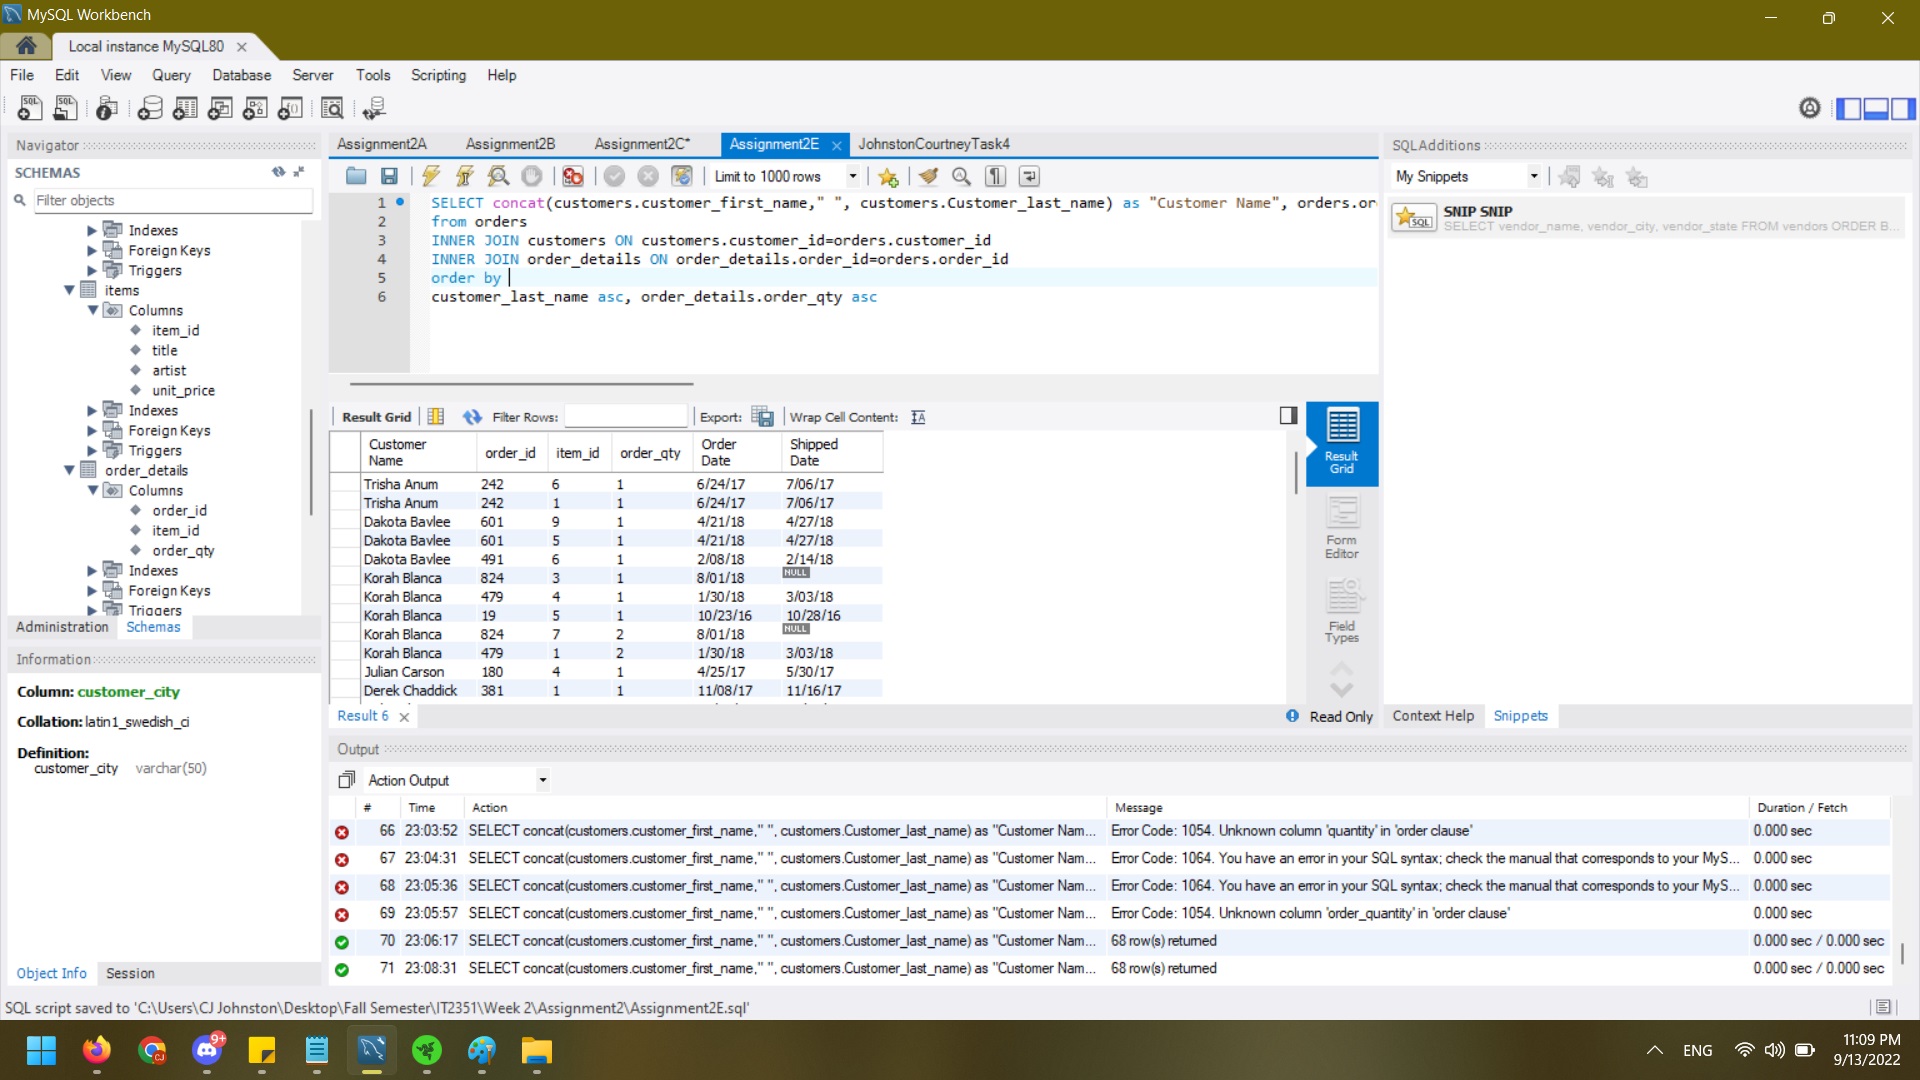 MySQL Workbench
Local instance MySQL80
File Edit View Query Database Server Tools Scripting Help
Navigator
SCHEMAS
Filter objects
Indexes
Foreign Keys
Triggers
items
Columns
item_id
title
artist
unit_price
Indexes
Foreign Keys
Triggers
order_details
Columns
order_id
item_id
order_qty
Indexes
Foreign Keys
Triggers
Administration Schemas
Information
Column: customer_city
Collation: latin1_swedish_ci
Definition:
customer_city varchar(50)
Object Info Session
Assignment2A Assignment2B Assignment2C* Assignment2E JohnstonCourtneyTask4
Limit to 1000 rows
1 SELECT concat(customers.customer_first_name," ", customers.Customer_last_name) as "Customer Name", orders.or
2 from orders
3 INNER JOIN customers ON customers.customer_id=orders.customer_id
4 INNER JOIN order_details ON order_details.order_id=orders.order_id
5 order by
6 customer_last_name asc, order_details.order_qty asc
Result Grid Filter Rows: Export: Wrap Cell Content:
Customer Name order_id item_id order_qty Order Date Shipped Date
Trisha Anum 242 6 1 6/24/17 7/06/17
Trisha Anum 242 1 1 6/24/17 7/06/17
Dakota Baylee 601 9 1 4/21/18 4/27/18
Dakota Baylee 601 5 1 4/21/18 4/27/18
Dakota Baylee 491 6 1 2/08/18 2/14/18
Korah Blanca 824 3 1 8/01/18 NULL
Korah Blanca 479 4 1 1/30/18 3/03/18
Korah Blanca 19 5 1 10/23/16 10/28/16
Korah Blanca 824 7 2 8/01/18 NULL
Korah Blanca 479 1 2 1/30/18 3/03/18
Julian Carson 180 4 1 4/25/17 5/30/17
Derek Chaddick 381 1 1 11/08/17 11/16/17
Result Grid
Form Editor
Field Types
Result 6
Read Only
SQLAdditions
My Snippets
SNIP SNIP
SELECT vendor_name, vendor_city, vendor_state FROM vendors ORDER B...
Context Help Snippets
Output
Action Output
# Time Action Message Duration / Fetch
66 23:03:52 SELECT concat(customers.customer_first_name," ", customers.Customer_last_name) as "Customer Nam... Error Code: 1054. Unknown column 'quantity' in 'order clause' 0.000 sec
67 23:04:31 SELECT concat(customers.customer_first_name," ", customers.Customer_last_name) as "Customer Nam... Error Code: 1064. You have an error in your SQL syntax; check the manual that corresponds to your MyS... 0.000 sec
68 23:05:36 SELECT concat(customers.customer_first_name," ", customers.Customer_last_name) as "Customer Nam... Error Code: 1064. You have an error in your SQL syntax; check the manual that corresponds to your MyS... 0.000 sec
69 23:05:57 SELECT concat(customers.customer_first_name," ", customers.Customer_last_name) as "Customer Nam... Error Code: 1054. Unknown column 'order_quantity' in 'order clause' 0.000 sec
70 23:06:17 SELECT concat(customers.customer_first_name," ", customers.Customer_last_name) as "Customer Nam... 68 row(s) returned 0.000 sec / 0.000 sec
71 23:08:31 SELECT concat(customers.customer_first_name," ", customers.Customer_last_name) as "Customer Nam... 68 row(s) returned 0.000 sec / 0.000 sec
SQL script saved to 'C:\Users\CJ Johnston\Desktop\Fall Semester\IT2351\Week 2\Assignment2\Assignment2E.sql'
CJ
9+
ENG
11:09 PM
9/13/2022